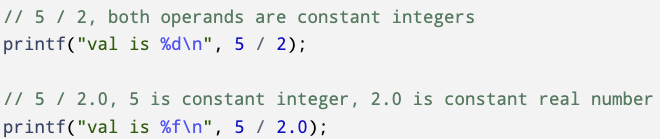 // 5 / 2, both operands are constant integers
printf("val is %d\n", 5 / 2);
// 5 / 2.0, 5 is constant integer, 2.0 is constant real number
printf("val is %f\n", 5 / 2.0);